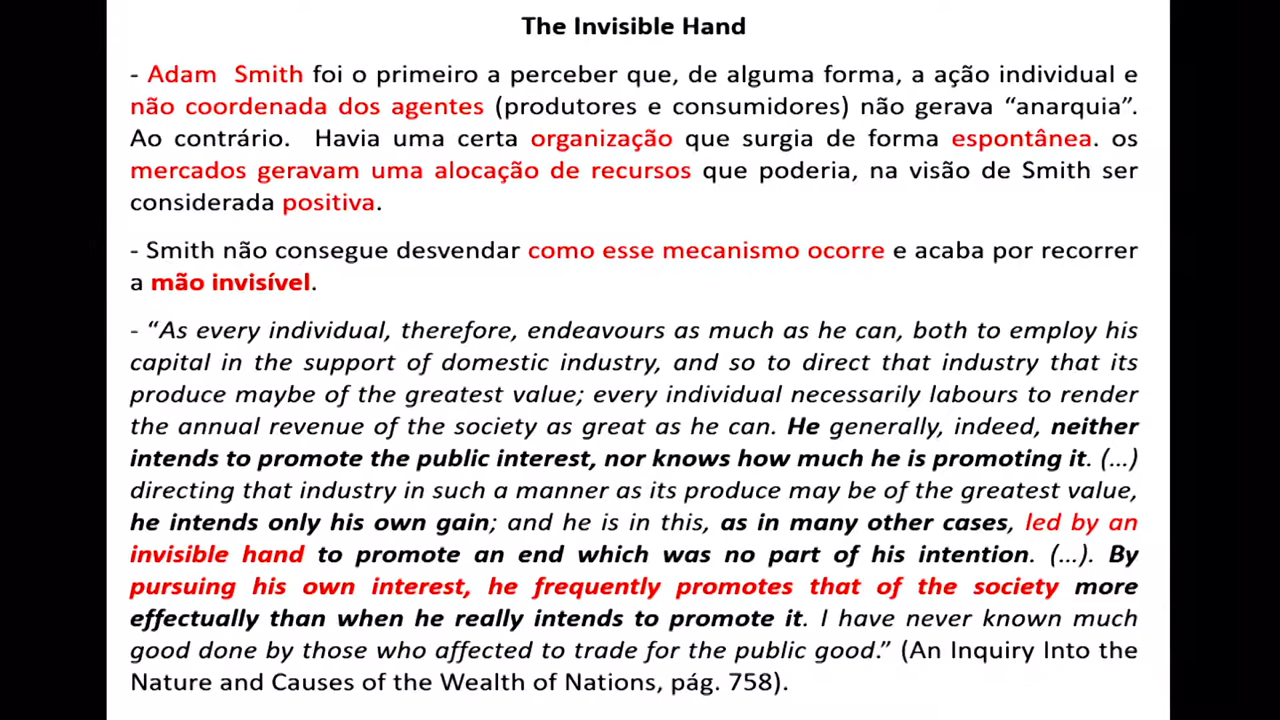 The Invisible Hand
- Adam Smith foi o primeiro a perceber que, de alguma forma, a ação individual e
não coordenada dos agentes (produtores e consumidores) não gerava “anarquia”.
Ao contrário. Havia uma certa organização que surgia de forma espontânea. os
mercados geravam uma alocação de recursos que poderia, na visão de Smith ser
considerada positiva.
- Smith não consegue desvendar como esse mecanismo ocorre e acaba por recorrer
a mão invisível.
- “As every individual, therefore, endeavours as much as he can, both to employ his
capital in the support of domestic industry, and so to direct that industry that its
produce maybe of the greatest value; every individual necessarily labours to render
the annual revenue of the society as great as he can. He generally, indeed, neither
intends to promote the public interest, nor knows how much he is promoting it. (...)
directing that industry in such a manner as its produce may be of the greatest value,
he intends only his own gain; and he is in this, as in many other cases, led by an
invisible hand to promote an end which was no part of his intention. (...). By
pursuing his own interest, he frequently promotes that of the society more
effectually than when he really intends to promote it. I have never known much
good done by those who affected to trade for the public good.” (An Inquiry Into the
Nature and Causes of the Wealth of Nations, pág. 758).